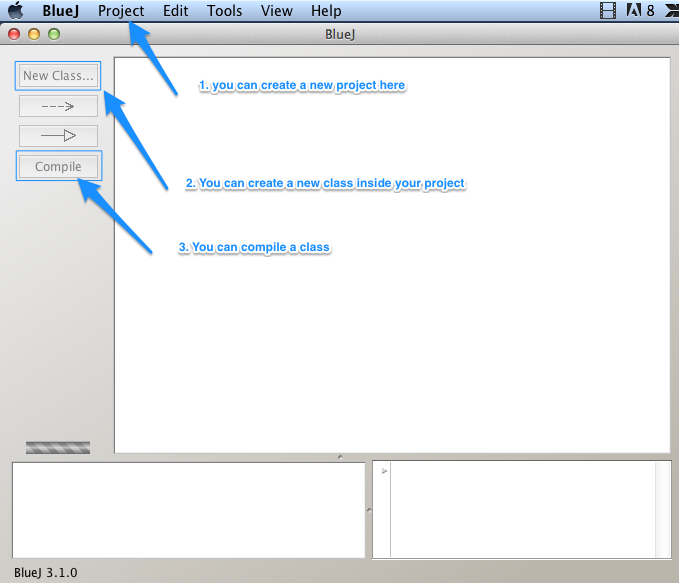 BlueJ Project Edit Tools View Help 8
BlueJ
New Class...
1. you can create a new project here
Compile
2. You can create a new class inside your project
3. You can compile a class
BlueJ 3.1.0